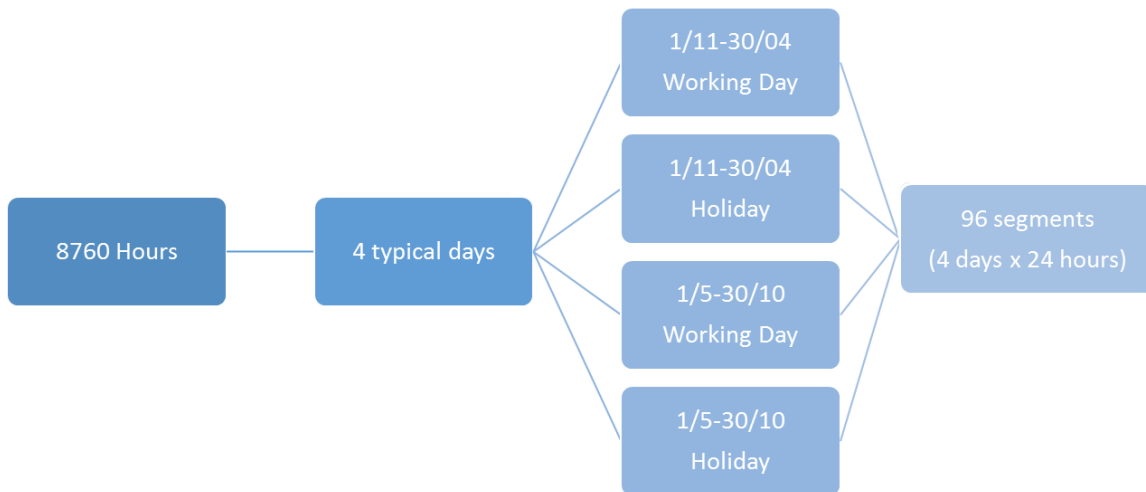 8760 Hours
4 typical days
1/11-30/04
Working Day
1/11-30/04
Holiday
1/5-30/10
Working Day
1/5-30/10
Holiday
96 segments
(4 days x 24 hours)